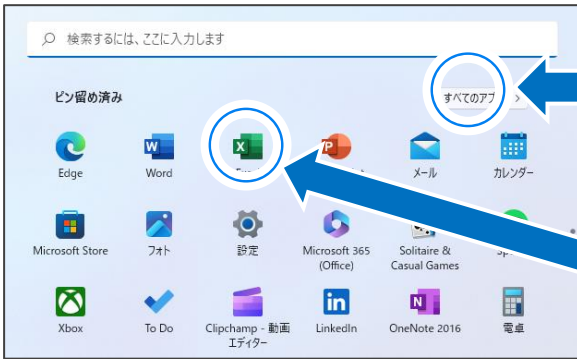 検索するには、ここに入力します
ピン留め済み
すべてのアプ
Edge
Word
メール
カレンダー
Microsoft Store
フォト
設定
Microsoft 365
(Office)
Solitaire &
Casual Games
Xbox
To Do
Clipchamp - 動画
エディター
LinkedIn
OneNote 2016
電卓